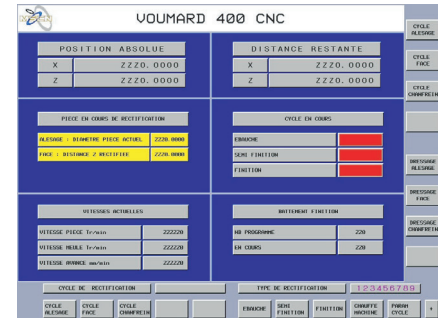 VOUMARD 400 CNC
POSITION ABSOLUE
X ZZZ0.0000
Z ZZZ0.0000
DISTANCE RESTANTE
X ZZZ0.0000
Z ZZZ0.0000
PIECE EN COURS DE RECTIFICATION
ALESAGE : DIAMETRE PIECE ACTUEL ZZZ0.0000
FACE : DISTANCE Z RECTIFIEE ZZZ0.0000
CYCLE EN COURS
EBAUCHE
SEMI FINITION
FINITION
VITESSES ACTUELLES
VITESSE PIECE Tr/min ZZZZZ0
VITESSE MEULE Tr/min ZZZZZ0
VITESSE AVANCE mm/min ZZZZZ0
BATTEMENT FINITION
NB PROGRAMME ZZ0
EN COURS ZZ0
CYCLE DE RECTIFICATION
TYPE DE RECTIFICATION
123456789
CYCLE ALESAGE
CYCLE FACE
CYCLE CHANFREIN
DRESSAGE ALESAGE
DRESSAGE FACE
DRESSAGE CHANFREIN
CYCLE ALESAGE
CYCLE FACE
CYCLE CHANFREIN
EBAUCHE
SEMI FINITION
FINITION
CHAUFFE MACHINE
PARAM CYCLE